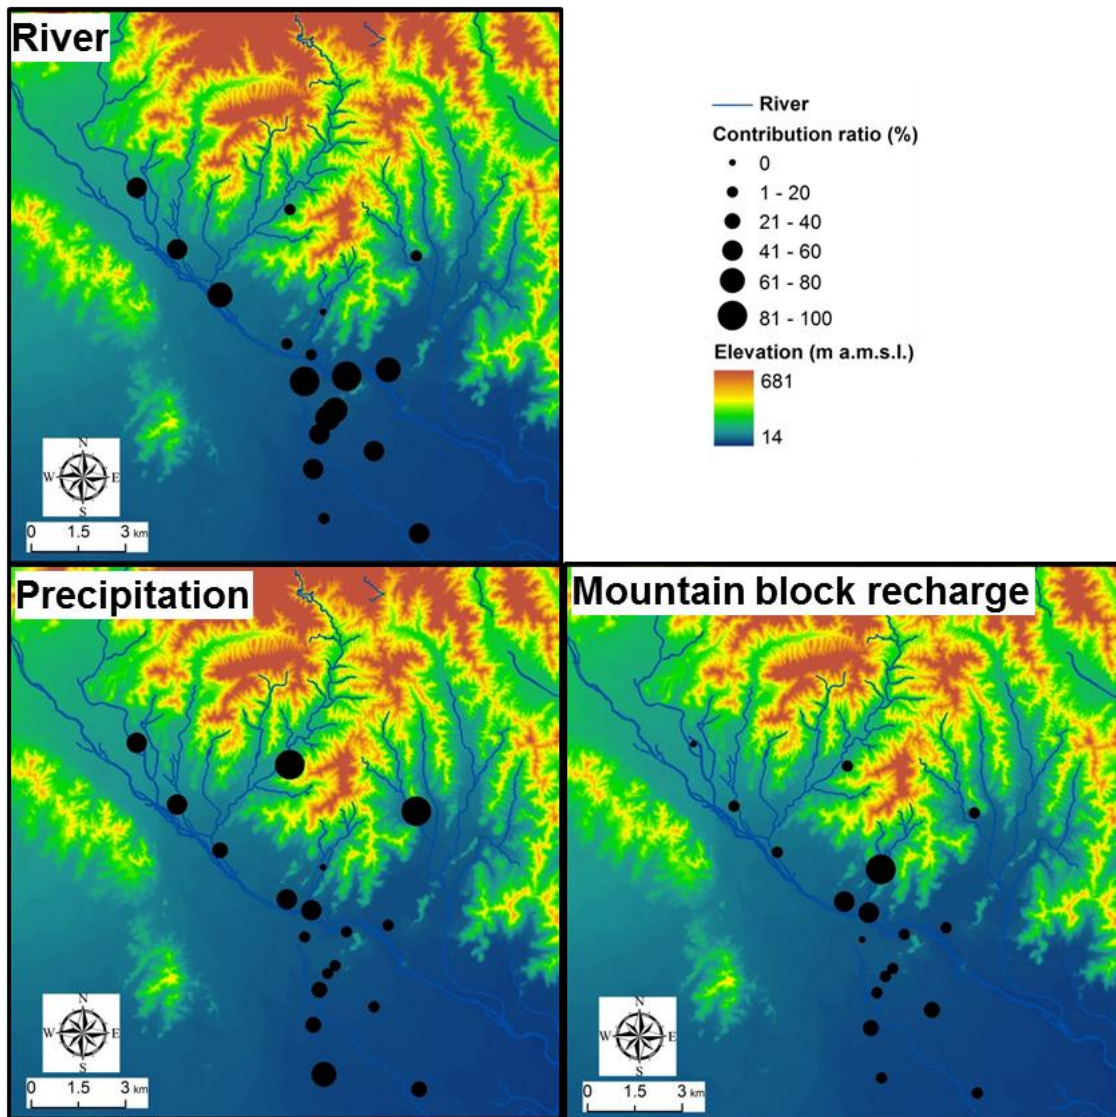 River
River
Contribution ratio (%)
0
1 - 20
21 - 40
41 - 60
61 - 80
81 - 100
Elevation (m a.m.s.l.)
681
14
N
W E
S
0 1.5 3 km
Precipitation
N
W E
S
0 1.5 3 km
Mountain block recharge
N
W E
S
0 1.5 3 km